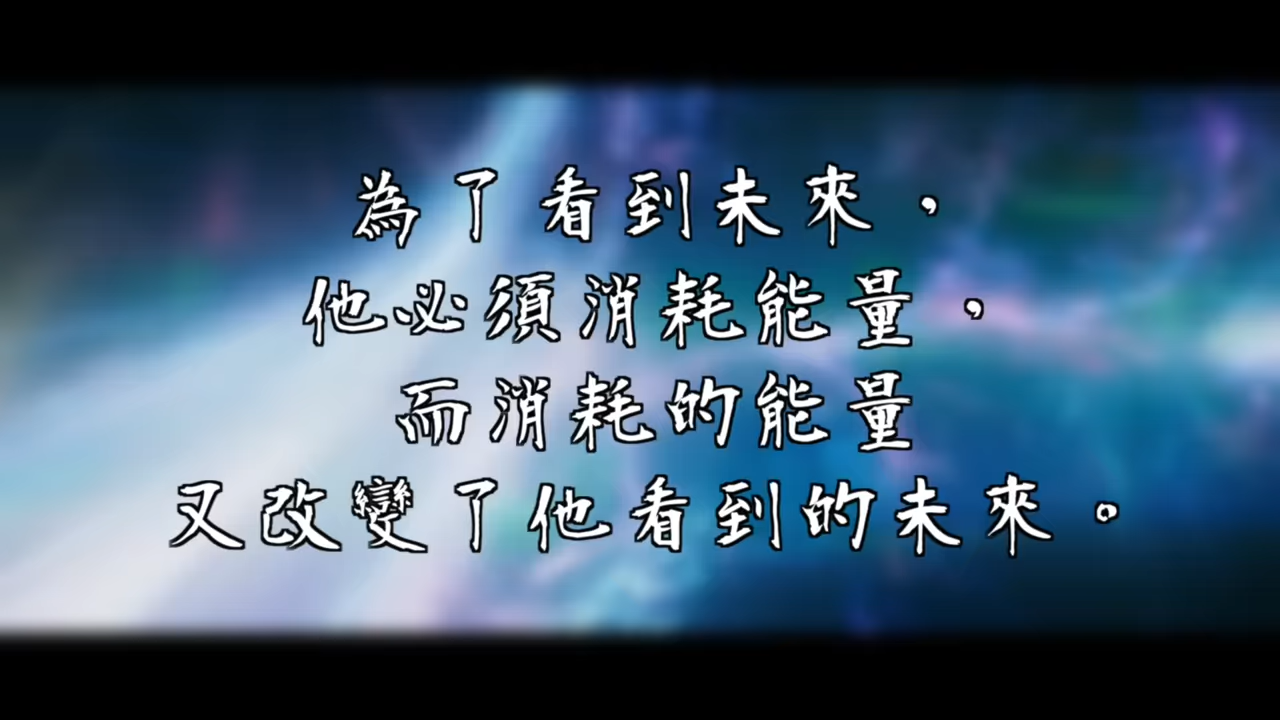 為了看到未來，
他必須消耗能量，
而消耗的能量
又改變了他看到的未來。